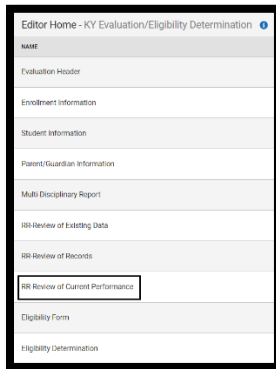 Editor Home - KY Evaluation/Eligibility Determination
NAME
Evaluation Header
Enrollment Information
Student Information
Parent/Guardian Information
Multi Disciplinary Report
RR-Review of Existing Data
RR-Review of Records
RR-Review of Current Performance
Eligibility Form
Eligibility Determination